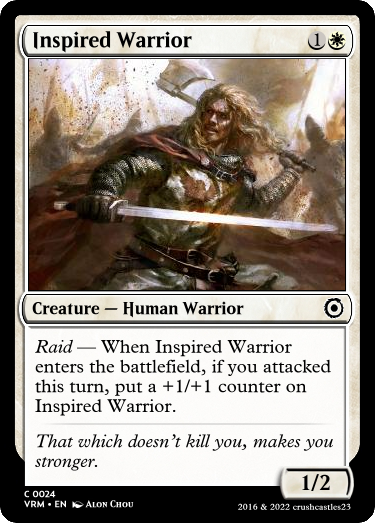 Inspired Warrior 1
Creature — Human Warrior
Raid — When Inspired Warrior
enters the battlefield, if you attacked
this turn, put a +1/+1 counter on
Inspired Warrior.
That which doesn't kill you, makes you
stronger.
1/2
C 0024
VRM • EN Alon Chou
2016 & 2022 crushcastles23